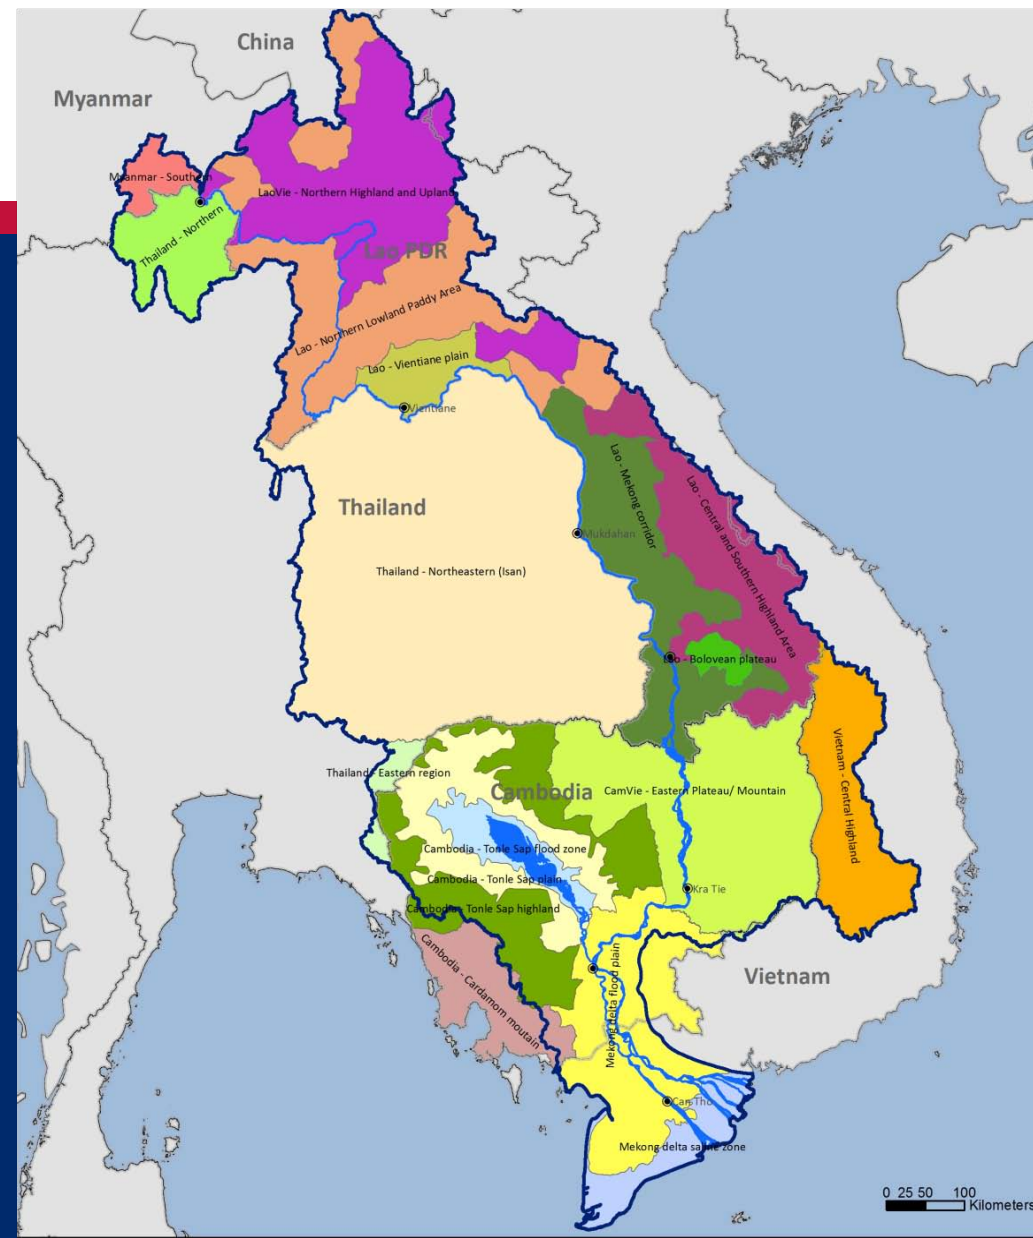 China
Myanmar
Myanmar - Southern
LaoVie - Northern Highland and Upland
Thailand - Northern
Lao PDR
Lao - Northern Lowland Paddy Area
Lao - Vientiane plain
Vientiane
Lao - Mekong corridor
Lao - Central and Southern Highland Area
Thailand
Mukdahan
Thailand - Northeastern (Isan)
Lao - Bolovean plateau
Vietnam - Central Highland
Thailand - Eastern region
Cambodia
CamVie - Eastern Plateau/ Mountain
Cambodia - Tonle Sap flood zone
Cambodia - Tonle Sap plain
Kra Tie
Cambodia - Tonle Sap highland
Cambodia - Cardamom moutain
Mekong delta flood plain
Vietnam
Can Tho
Mekong delta saline zone
0 25 50 100
Kilometers